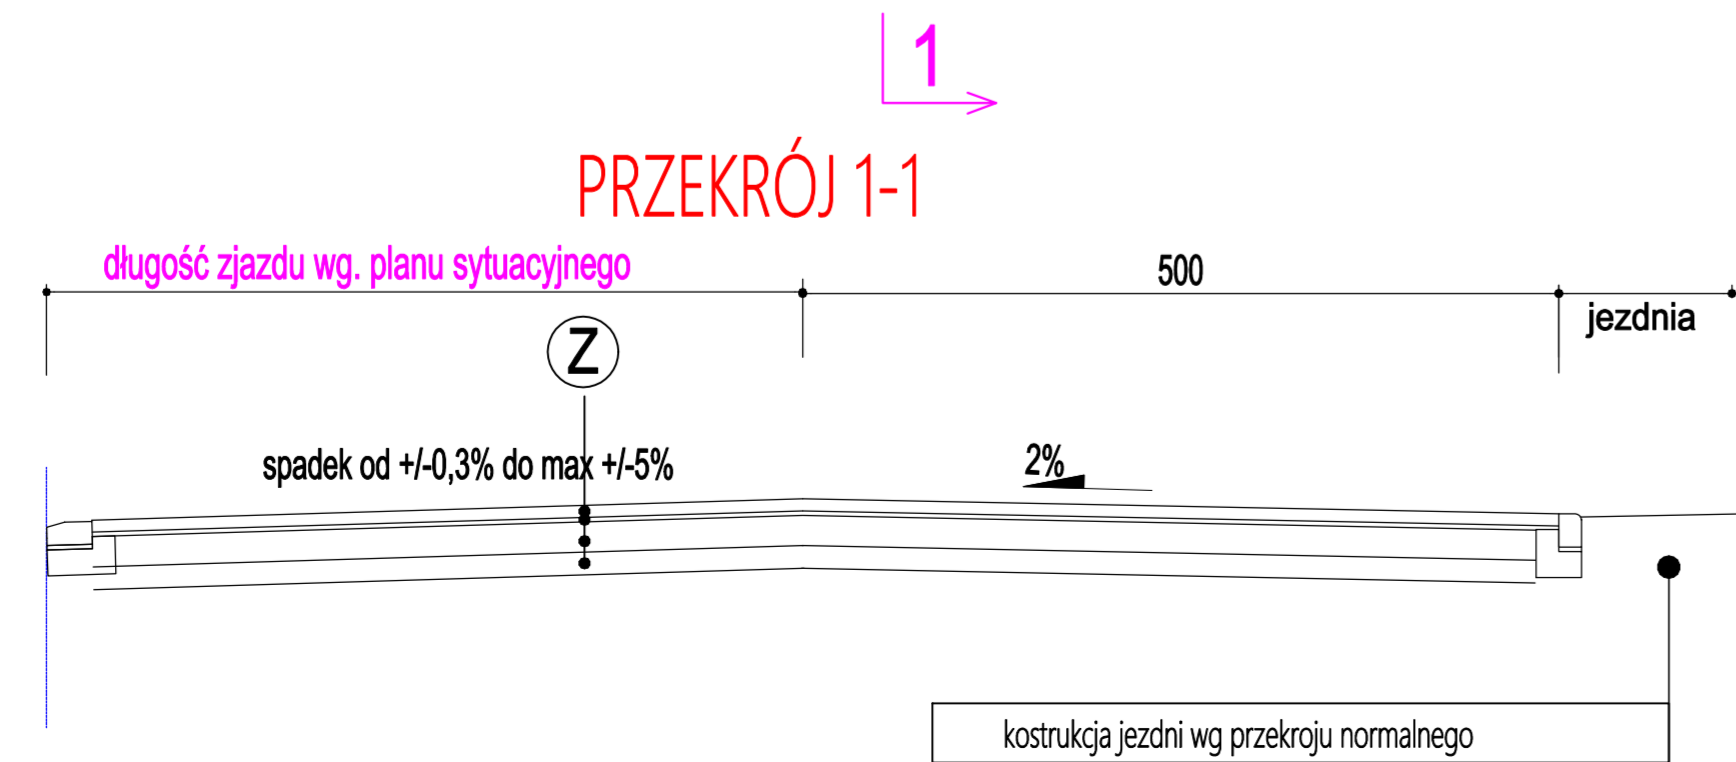 1
PRZEKRÓJ 1-1
długość zjazdu wg. planu sytuacyjnego
500
jezdnia
Z
spadek od +/-0,3% do max +/-5%
2%
kostrukcja jezdni wg przekroju normalnego